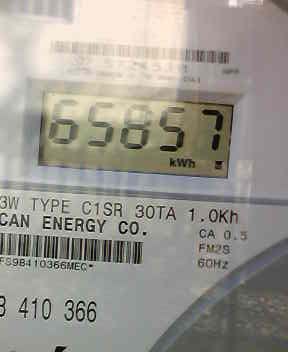 65857
kWh
3W TYPE C1SR 30TA 1.0Kh
CAN ENERGY CO.
CA 0.5
FM2S
60Hz
FS98410366MEC*
410 366